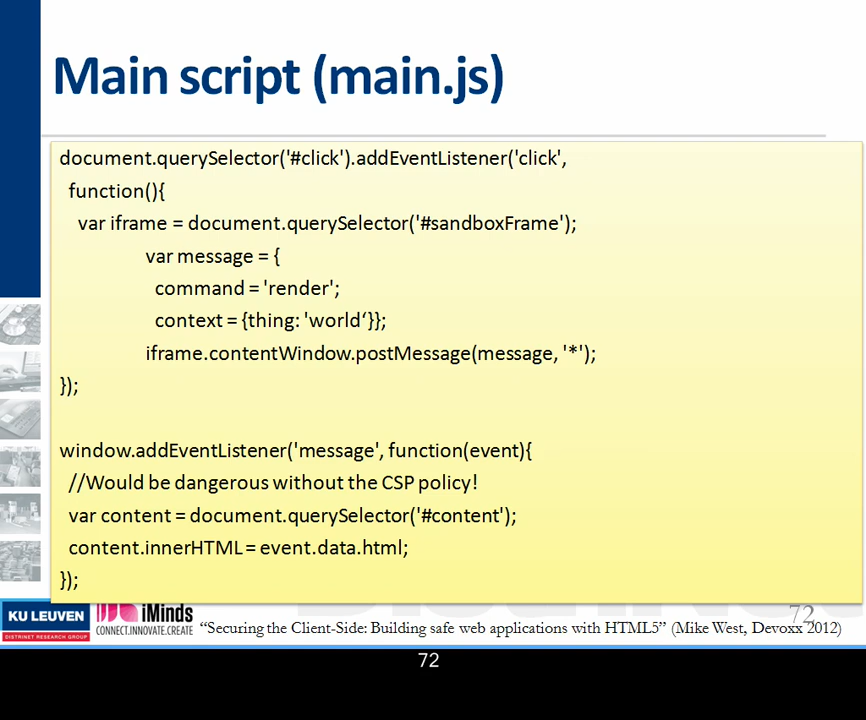 Main script (main.js)
document.querySelector('#click').addEventListener('click',
function(){
var iframe = document.querySelector('#sandboxFrame');
var message = {
command = 'render';
context = {thing: 'world‘}};
iframe.contentWindow.postMessage(message, '*');
});
window.addEventListener('message', function(event){
//Would be dangerous without the CSP policy!
var content = document.querySelector('#content');
content.innerHTML = event.data.html;
});
KU LEUVEN
DISTRINET RESEARCH GROUP
iMinds
CONNECT.INNOVATE.CREATE
72
“Securing the Client-Side: Building safe web applications with HTML5” (Mike West, Devoxx 2012)
72